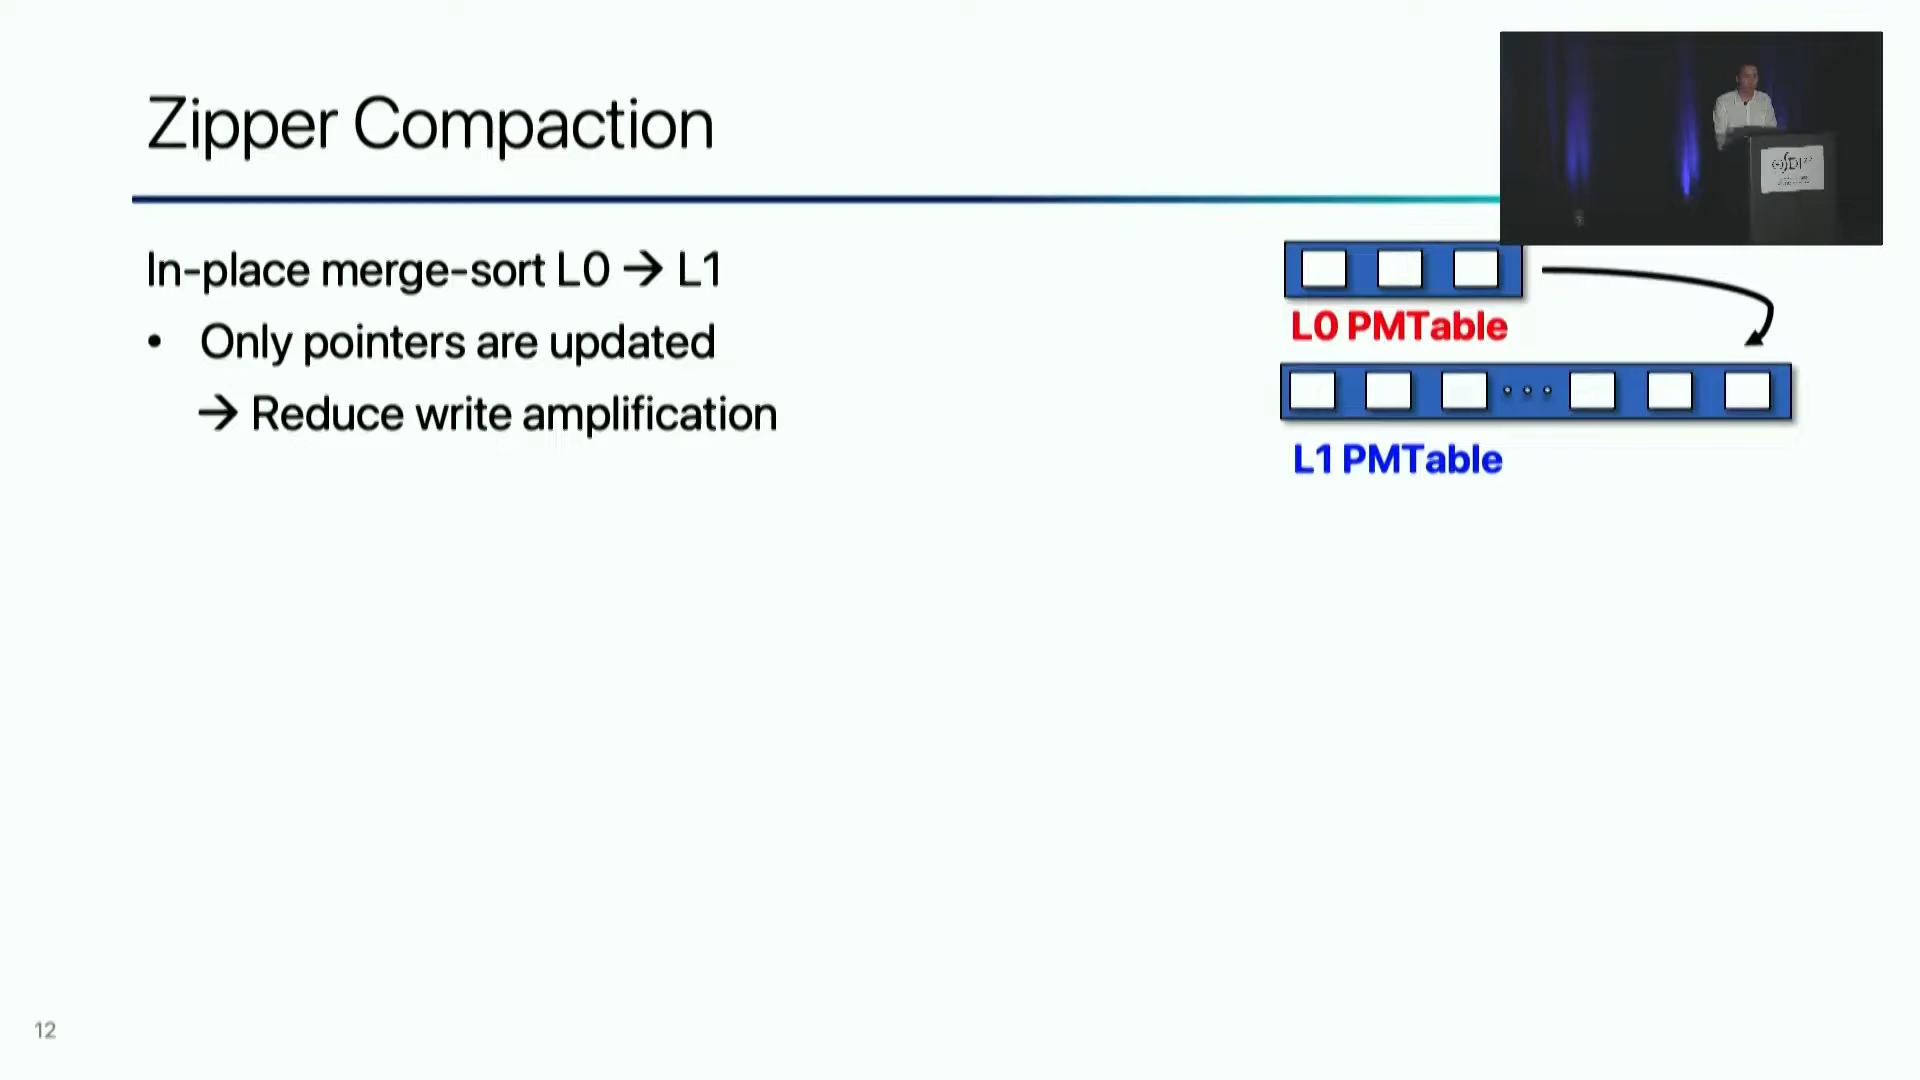 Zipper Compaction
In-place merge-sort L0 → L1
• Only pointers are updated
→ Reduce write amplification
L0 PMTable
L1 PMTable
12